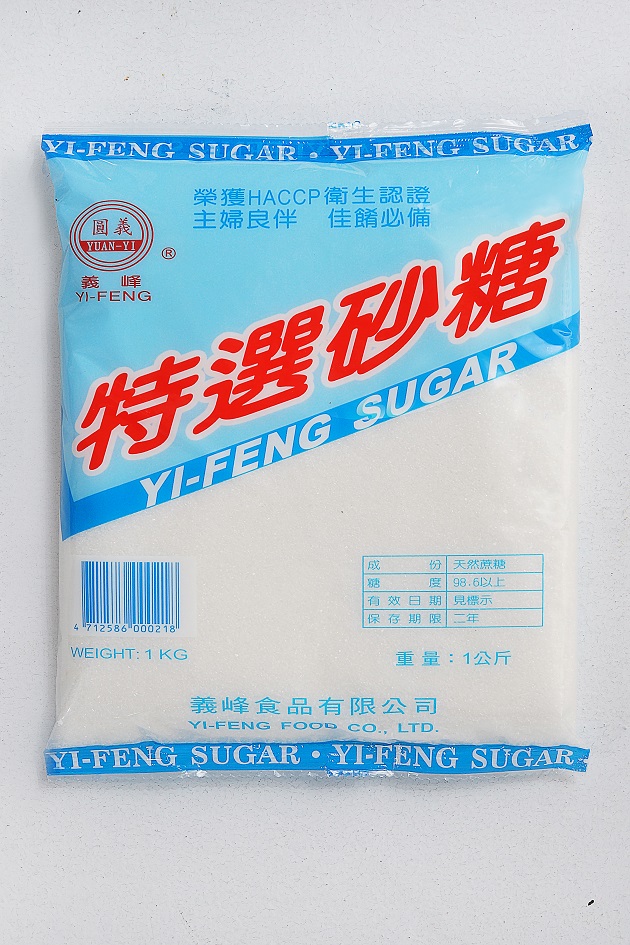 YI-FENG SUGAR • YI-FENG SUGAR
榮獲HACCP衛生認證
主婦良伴 佳餚必備
圓義
YUAN-YI
®
義峰
YI-FENG
特選砂糖
YI-FENG SUGAR
4 712586 000218
WEIGHT: 1 KG
成份 天然蔗糖
糖度 98.6以上
有效日期 見標示
保存期限 二年
重量：1公斤
義峰食品有限公司
YI-FENG FOOD CO., LTD.
YI-FENG SUGAR • YI-FENG SUGAR